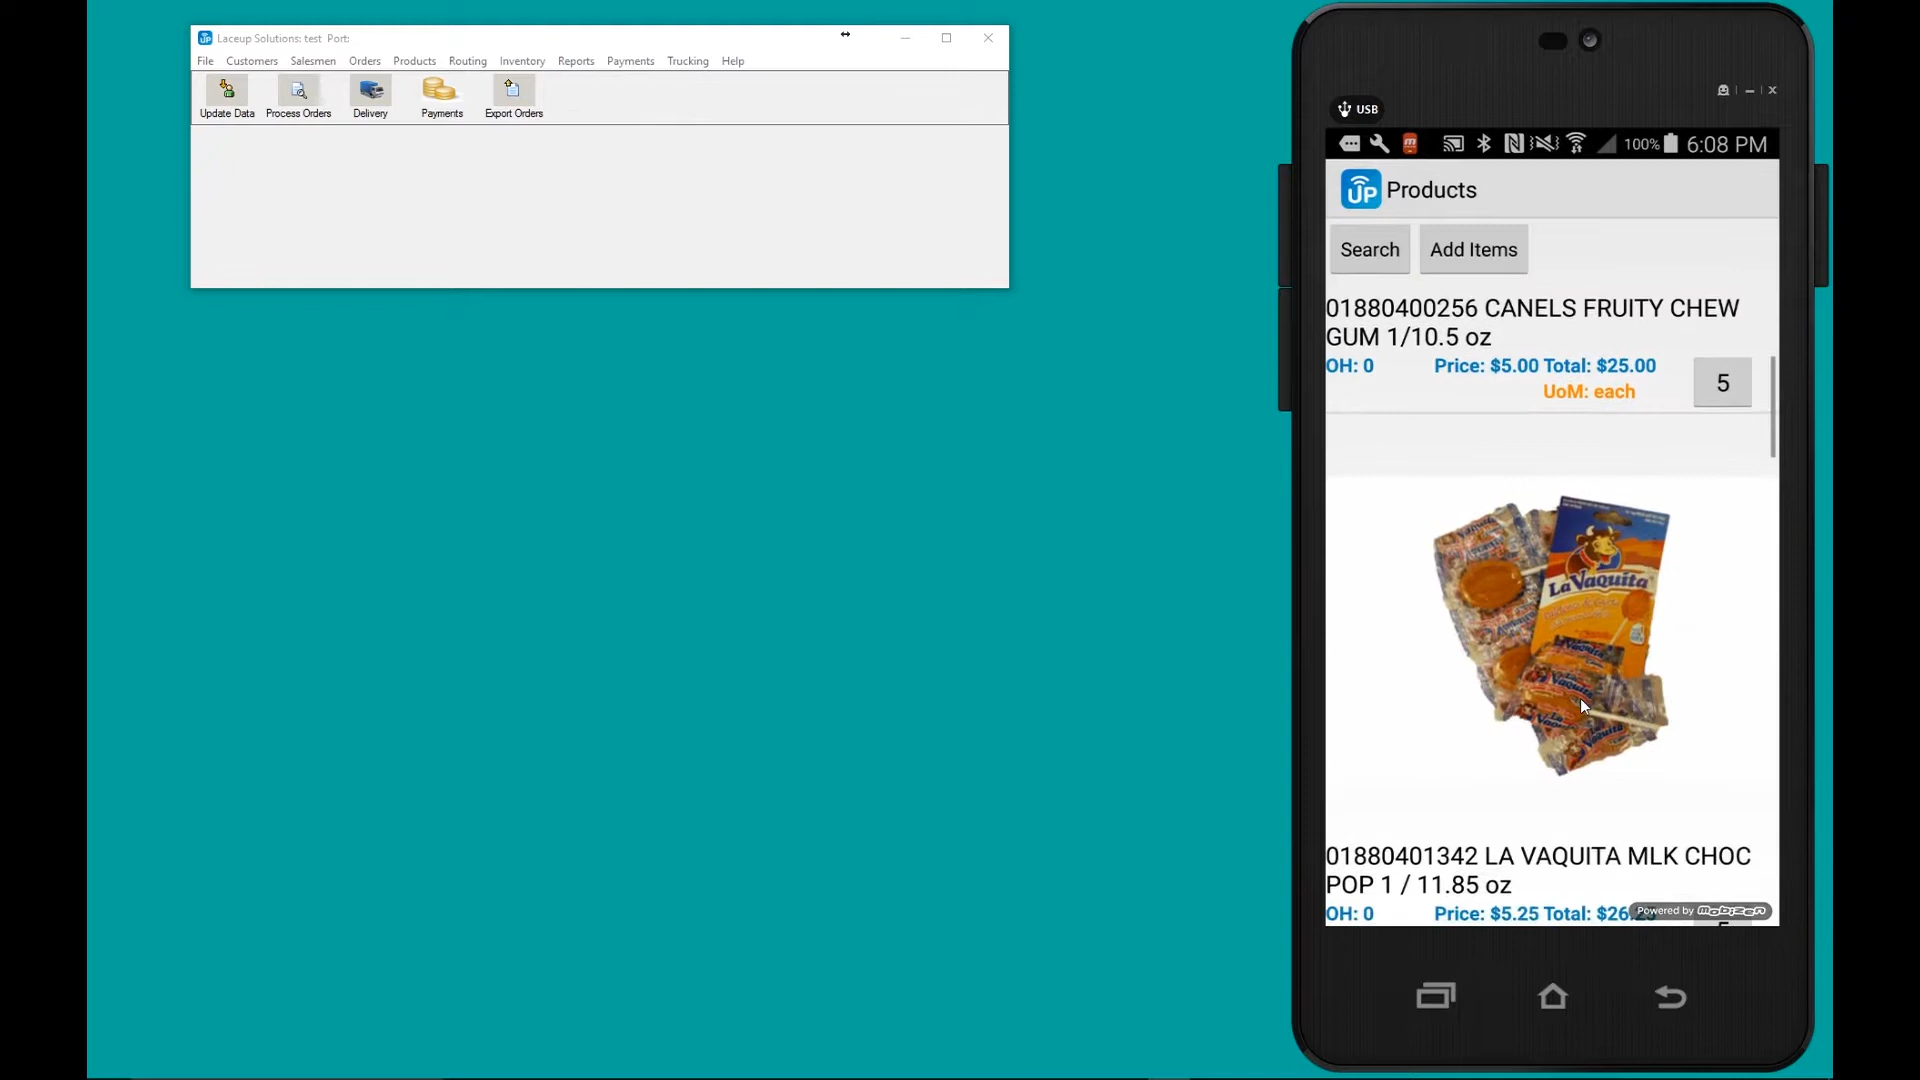 Laceup Solutions: test Port:
File Customers Salesmen Orders Products Routing Inventory Reports Payments Trucking Help
Update Data Process Orders Delivery Payments Export Orders
USB
100% 6:08 PM
UP Products
Search Add Items
01880400256 CANELS FRUITY CHEW
GUM 1/10.5 oz
OH: 0 Price: $5.00 Total: $25.00
UoM: each
5
La Vaquita
01880401342 LA VAQUITA MLK CHOC
POP 1 / 11.85 oz
OH: 0 Price: $5.25 Total:
Powered by mobizen